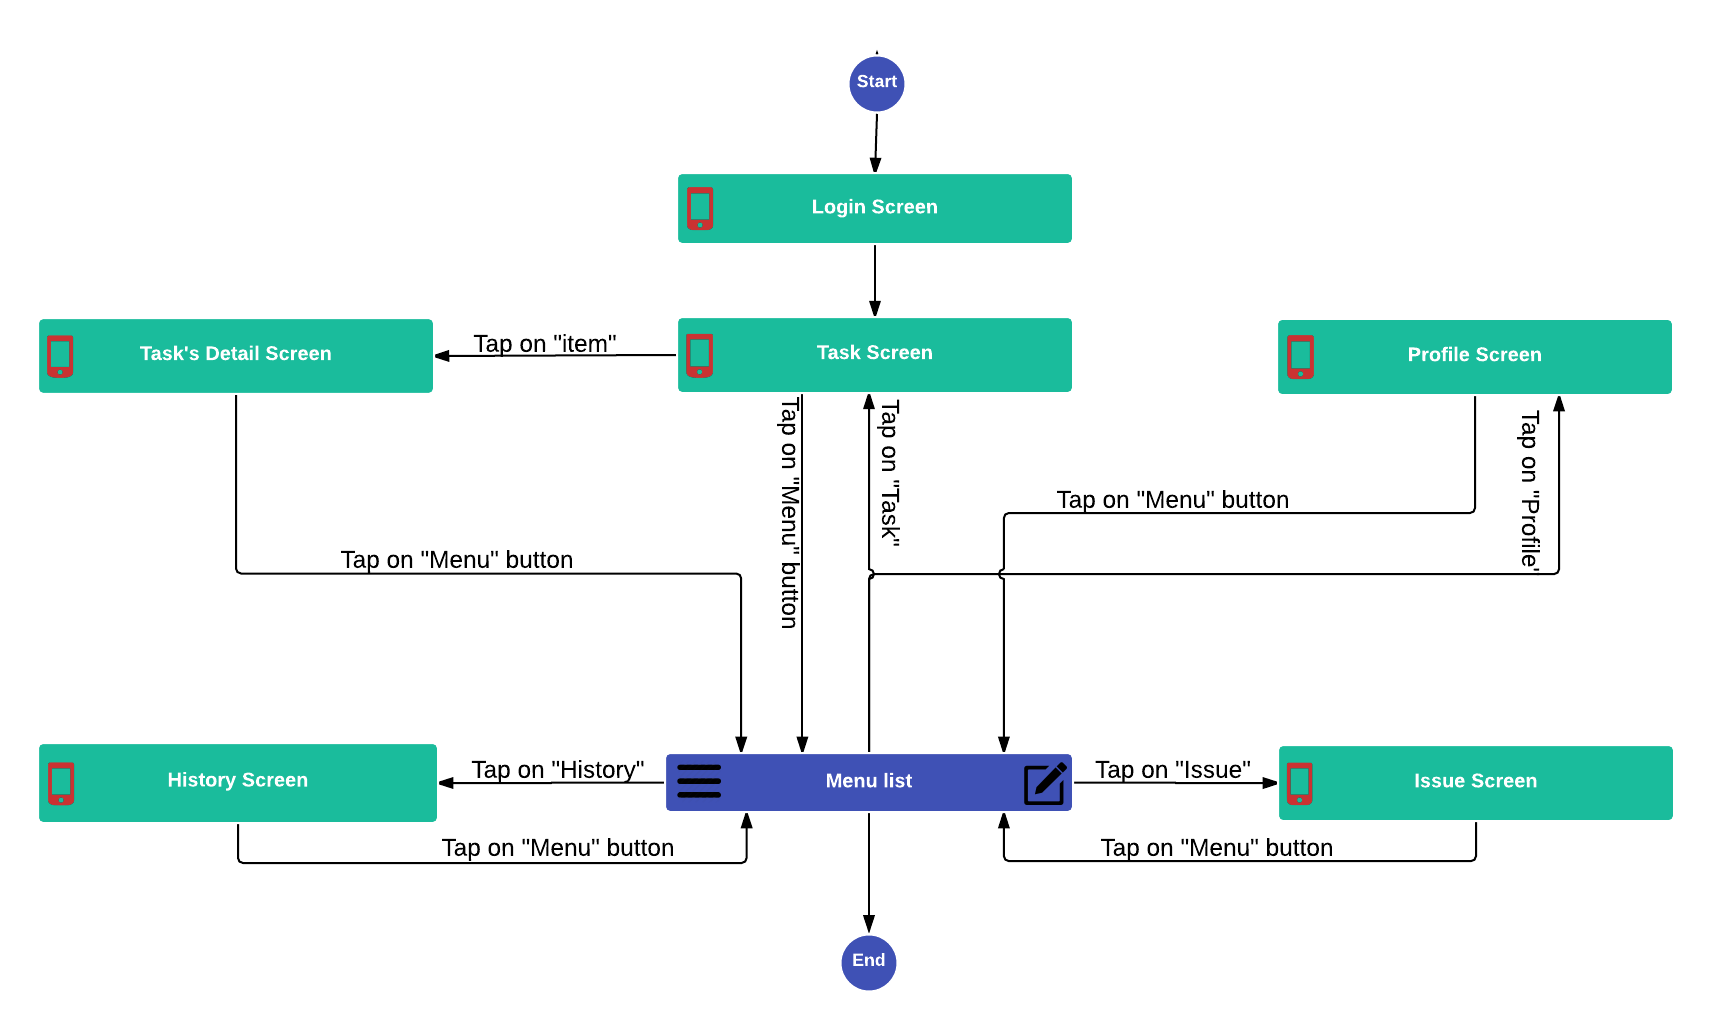 Start
Login Screen
Task's Detail Screen
Tap on "item"
Task Screen
Profile Screen
Tap on "Menu" button
Tap on "Task"
Tap on "Profile'
Tap on "Menu" button
Tap on "Menu" button
History Screen
Tap on "History"
Menu list
Tap on "Issue"
Issue Screen
Tap on "Menu" button
Tap on "Menu" button
End